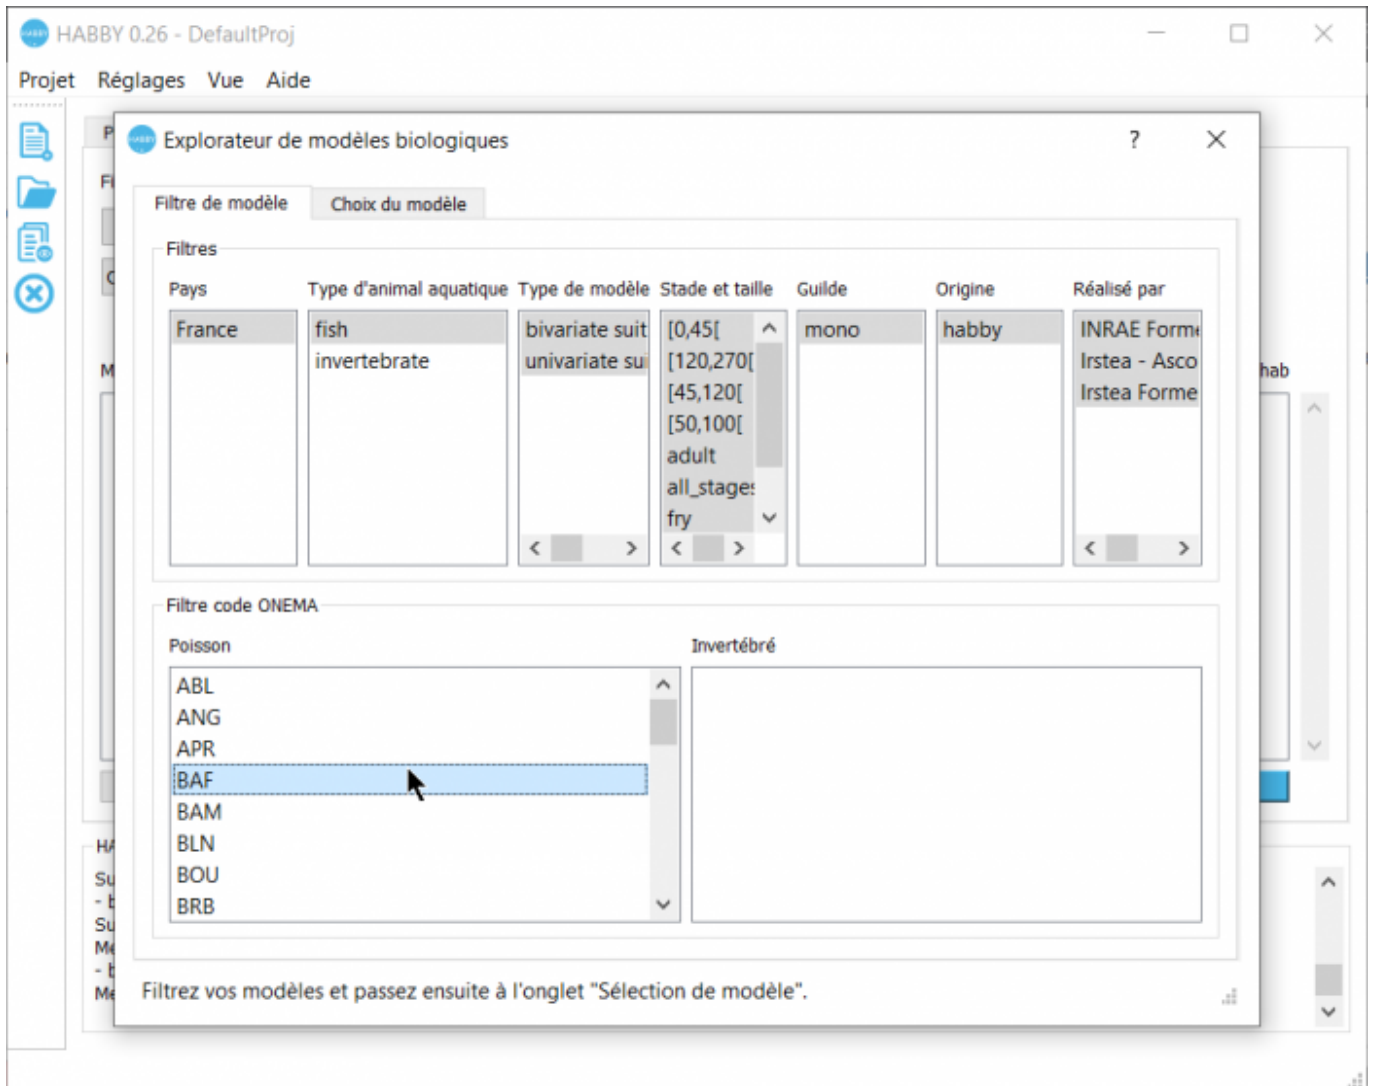 HABBY 0.26 - DefaultProj
Projet Réglages Vue Aide
Explorateur de modèles biologiques
?
Filtre de modèle Choix du modèle
Filtres
Pays Type d'animal aquatique Type de modèle Stade et taille Guilde Origine Réalisé par
France fish bivariate suit [0,45[ mono habby INRAE Forme
invertebrate univariate sui [120,270[ Irstea - Asco
[45,120[ Irstea Forme
[50,100[
adult
all_stages
fry
hab
Filtre code ONEMA
Poisson Invertébré
ABL
ANG
APR
BAF
BAM
BLN
BOU
BRB
Su
Su
Me
Me
Filtrez vos modèles et passez ensuite à l'onglet "Sélection de modèle".